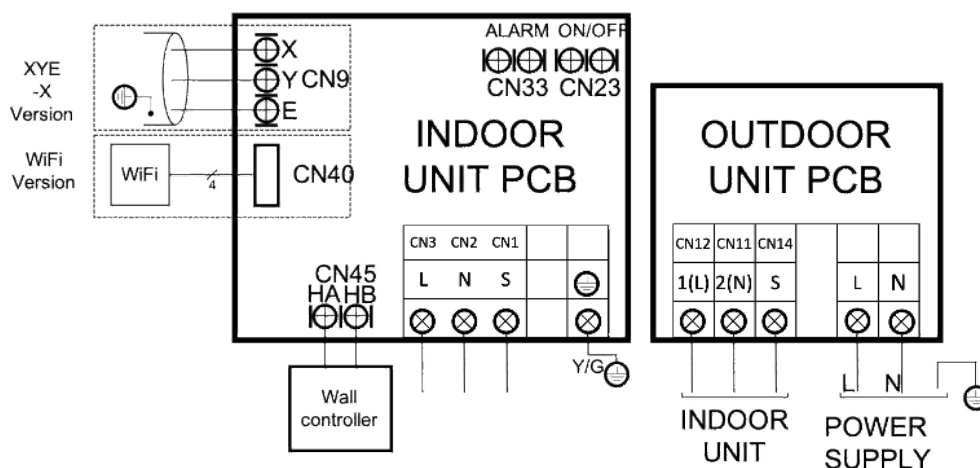 XYE
-X
Version
X
Y CN9
E
ALARM ON/OFF
CN33 CN23
WiFi
Version
WiFi
4
CN40
INDOOR
UNIT PCB
OUTDOOR
UNIT PCB
CN3 CN2 CN1
L N S
CN12 CN11 CN14
1(L) 2(N) S L N
CN45
HA HB
Y/G
Wall
controller
L N
INDOOR
UNIT
POWER
SUPPLY